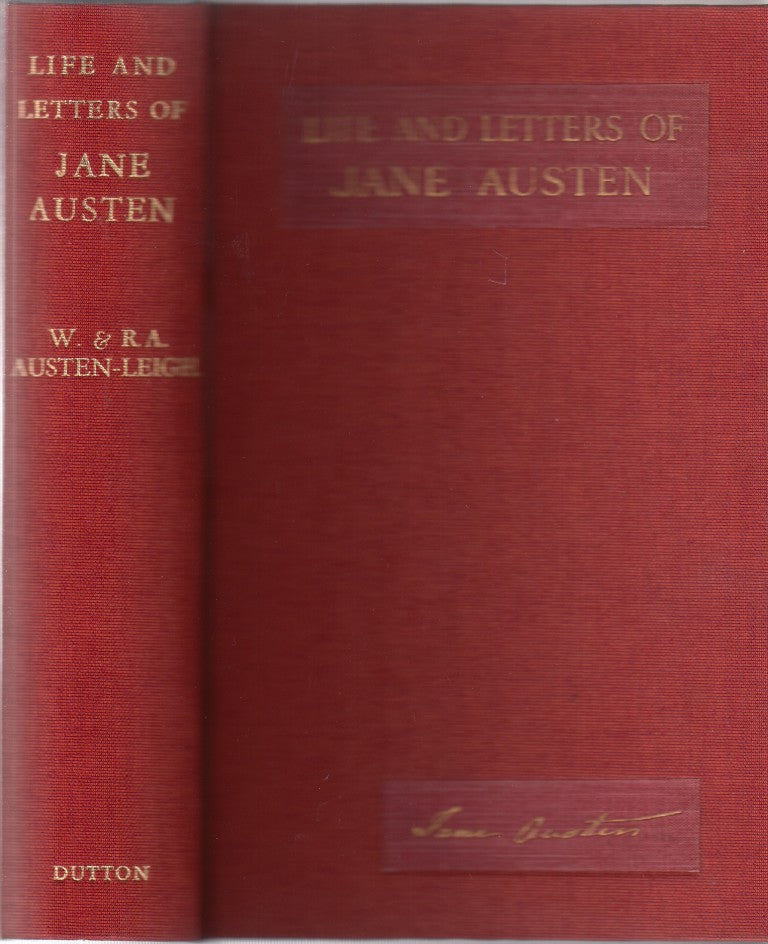 LIFE AND
LETTERS OF
JANE
AUSTEN
W. & R.A.
AUSTEN-LEIGH
DUTTON
LIFE AND LETTERS OF
JANE AUSTEN
Jane Austen